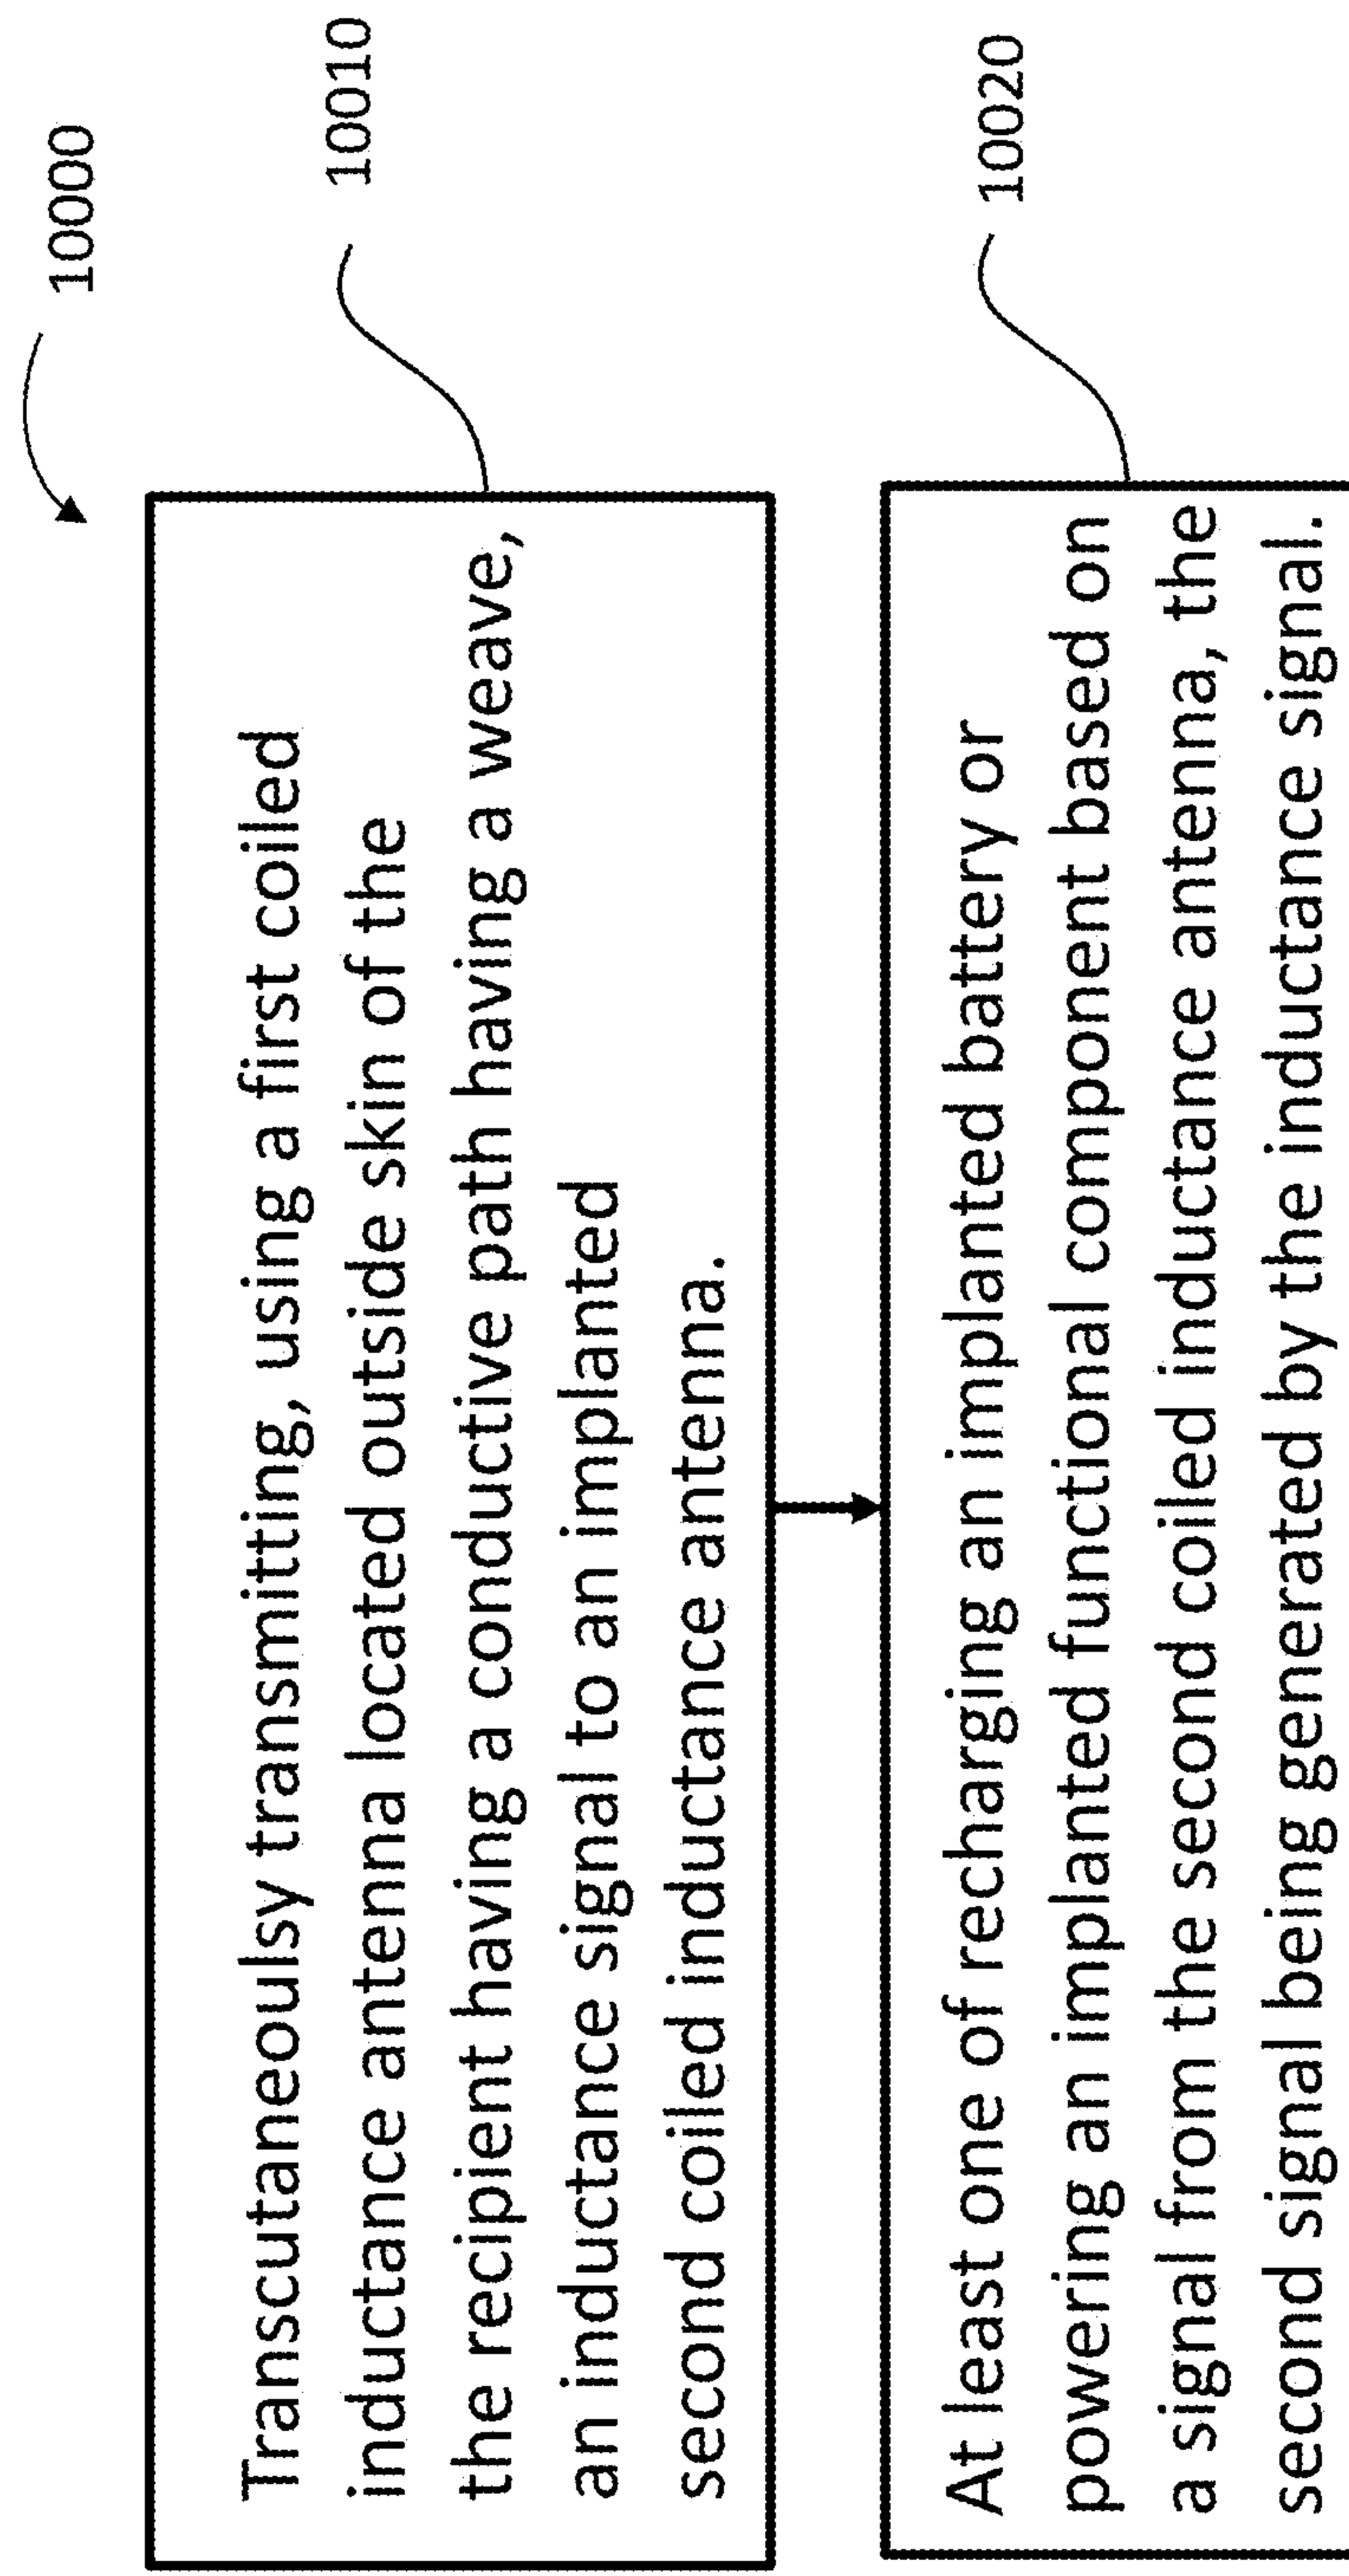 10000
Transcutaneoulsy transmitting, using a first coiled
inductance antenna located outside skin of the
the recipient having a conductive path having a weave,
an inductance signal to an implanted
second coiled inductance antenna.
10010
At least one of recharging an implanted battery or
powering an implanted functional component based on
a signal from the second coiled inductance antenna, the
second signal being generated by the inductance signal.
10020